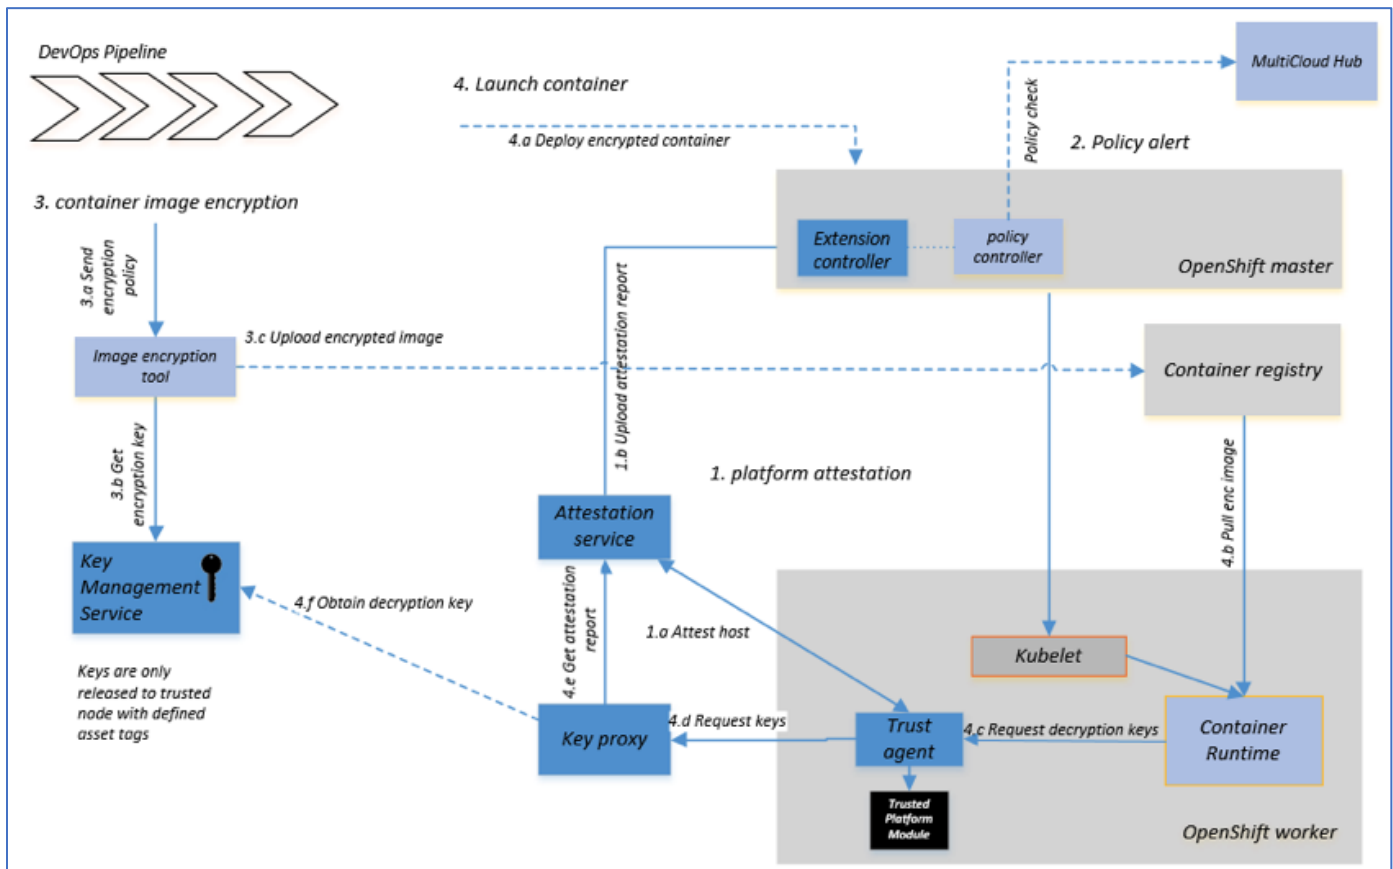 DevOps Pipeline
4. Launch container
4.a Deploy encrypted container
Policy check
MultiCloud Hub
2. Policy alert
3. container image encryption
3.a Send
encryption
policy
Extension
controller
policy
controller
OpenShift master
Image encryption
tool
3.c Upload encrypted image
1.b Upload attestation report
Container registry
3.b Get
encryption key
1. platform attestation
4.b Pull enc image
Attestation
service
Key
Management
Service
4.f Obtain decryption key
4.e Get attestation
report
1.a Attest host
Kubelet
Keys are only
released to trusted
node with defined
asset tags
Key proxy
4.d Request keys
Trust
agent
4.c Request decryption keys
Container
Runtime
Trusted
Platform
Module
OpenShift worker